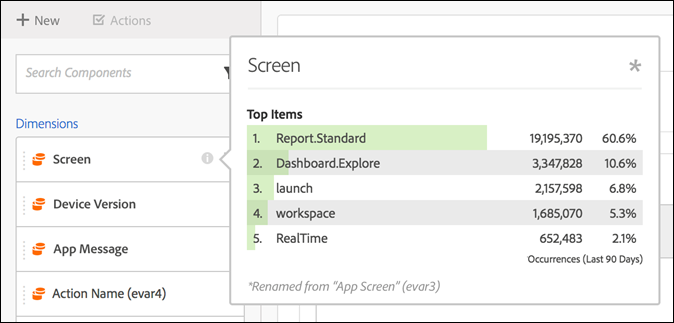 + New Actions
Search Components
Dimensions
Screen
Device Version
App Message
Action Name (evar4)
Screen *
Top Items
1. Report.Standard 19,195,370 60.6%
2. Dashboard.Explore 3,347,828 10.6%
3. launch 2,157,598 6.8%
4. workspace 1,685,070 5.3%
5. RealTime 652,483 2.1%
Occurrences (Last 90 Days)
*Renamed from "App Screen" (evar3)